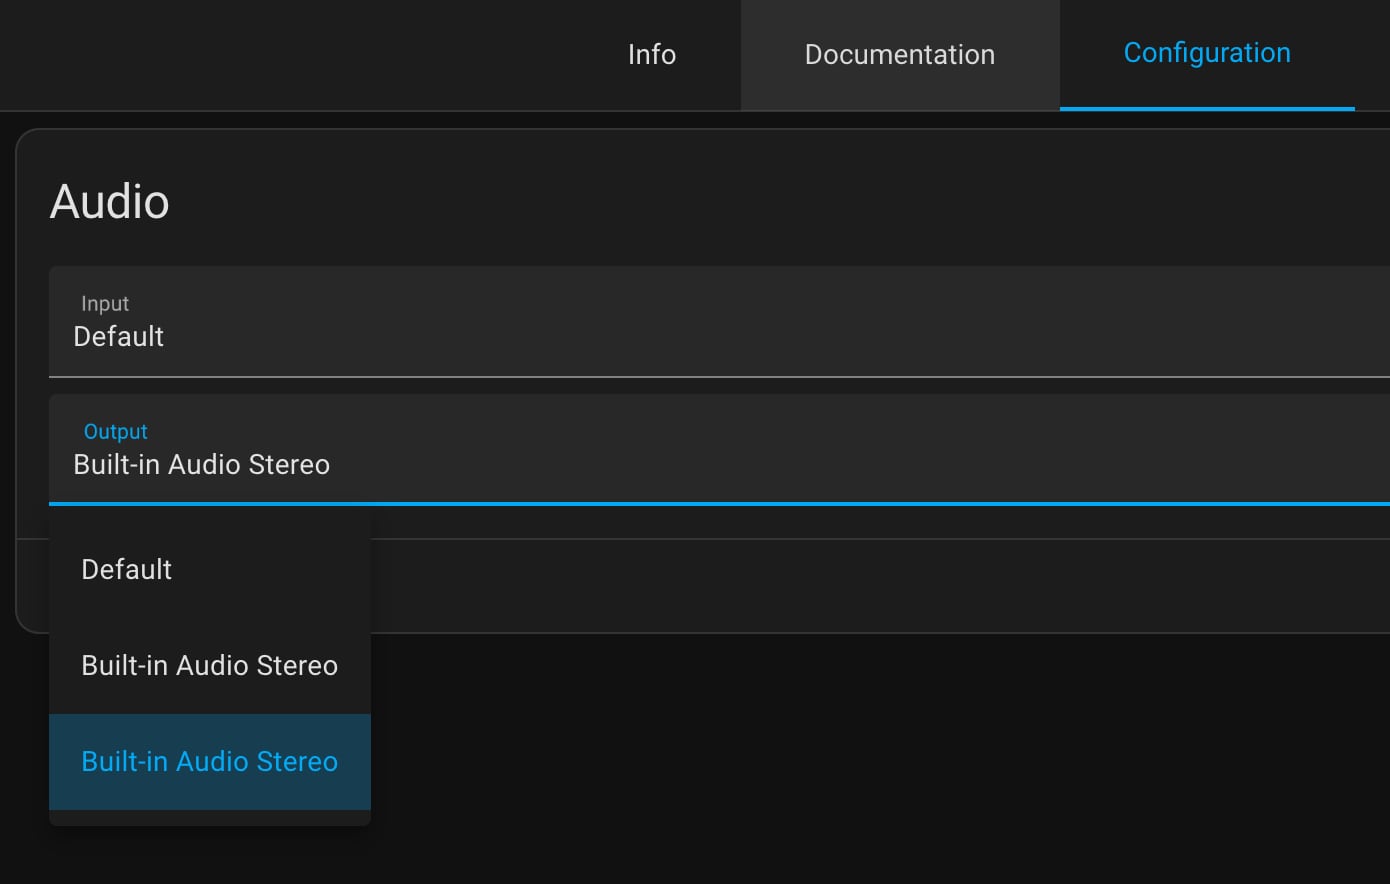 Info
Documentation
Configuration
Audio
Input
Default
Output
Built-in Audio Stereo
Default
Built-in Audio Stereo
Built-in Audio Stereo